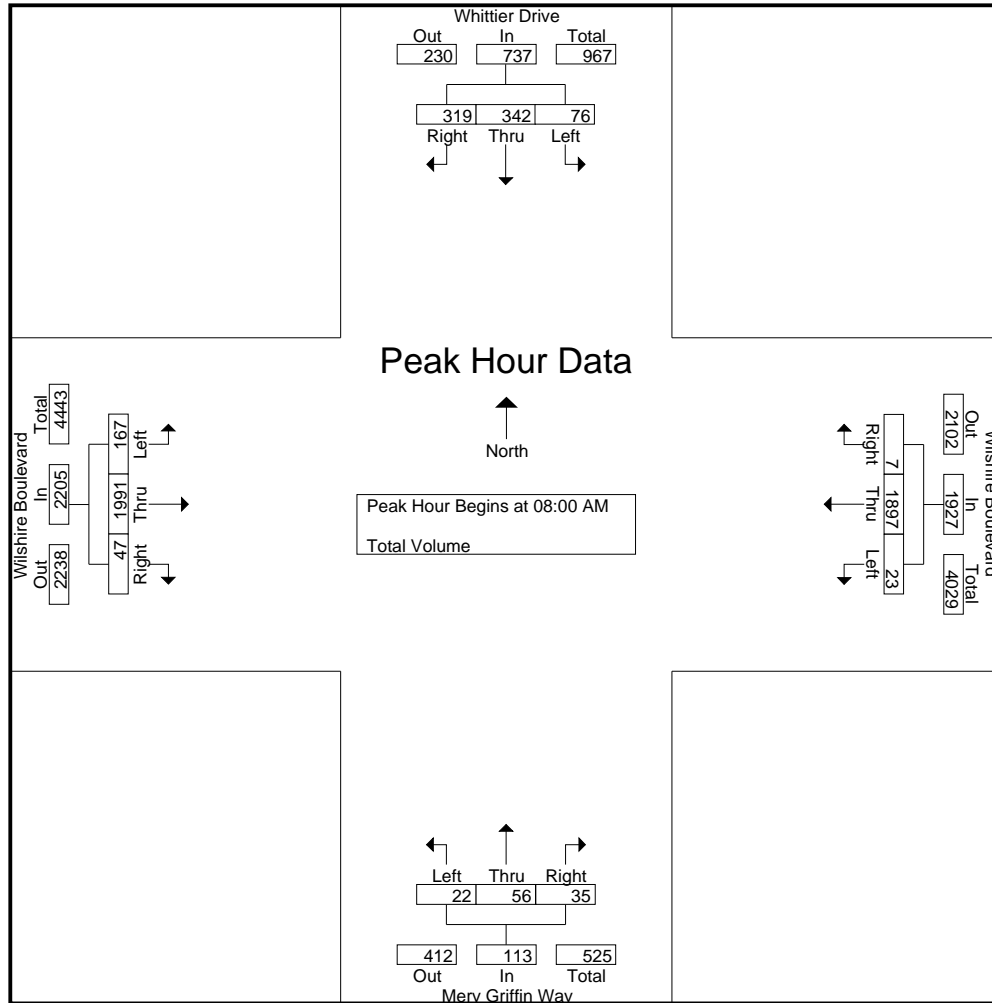 Whittier Drive
Out In Total
230 737 967
319 342 76
Right Thru Left
Peak Hour Data
North
Peak Hour Begins at 08:00 AM
Total Volume
Wilshire Boulevard
Total In Out
4443 2205 2238
167 1991 47
Left Thru Right
Right Thru Left
7 1897 23
Out In Total
2102 1927 4029
Wilshire Boulevard
Left Thru Right
22 56 35
412 113 525
Out In Total
Merv Griffin Way